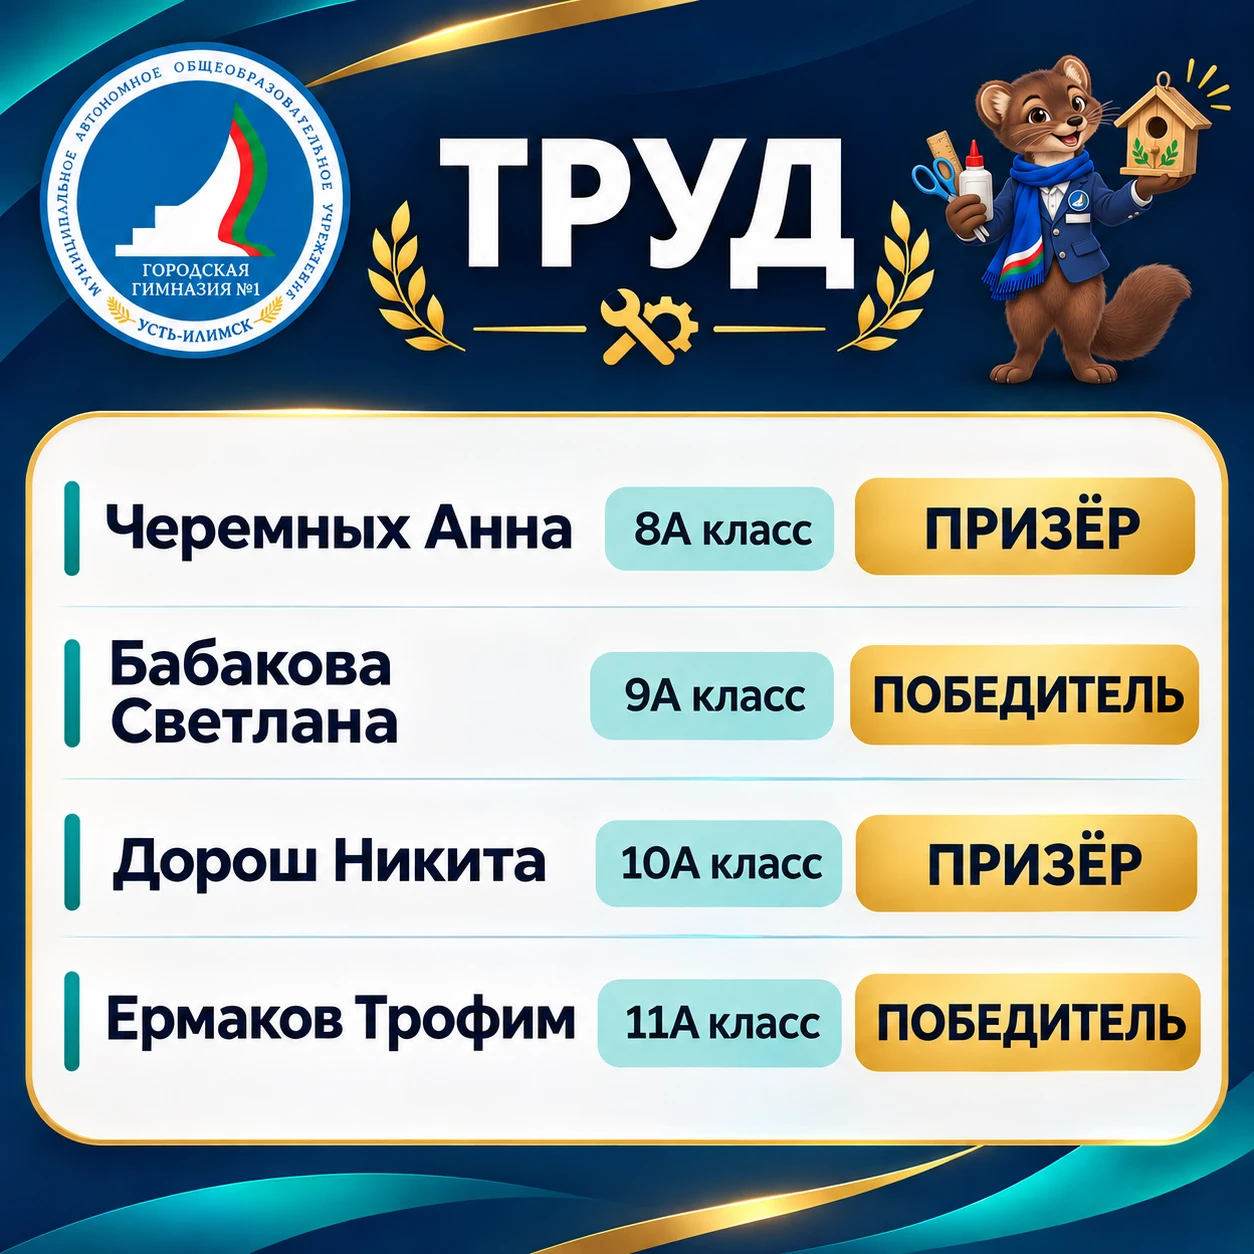 МУНИЦИПАЛЬНОЕ АВТОНОМНОЕ ОБЩЕОБРАЗОВАТЕЛЬНОЕ УЧРЕЖДЕНИЕ
ГОРОДСКАЯ
ГИМНАЗИЯ №1
УСТЬ-ИЛИМСК
ТРУД
Черемных Анна 8А класс ПРИЗЁР
Бабакова
Светлана
9А класс ПОБЕДИТЕЛЬ
Дорош Никита 10А класс ПРИЗЁР
Ермаков Трофим 11А класс ПОБЕДИТЕЛЬ